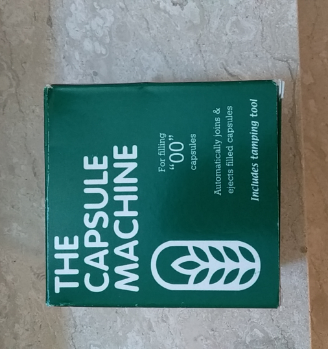 THE
CAPSULE
MACHINE
For filling
"00"
capsules
Automatically joins &
ejects filled capsules
Includes tamping tool